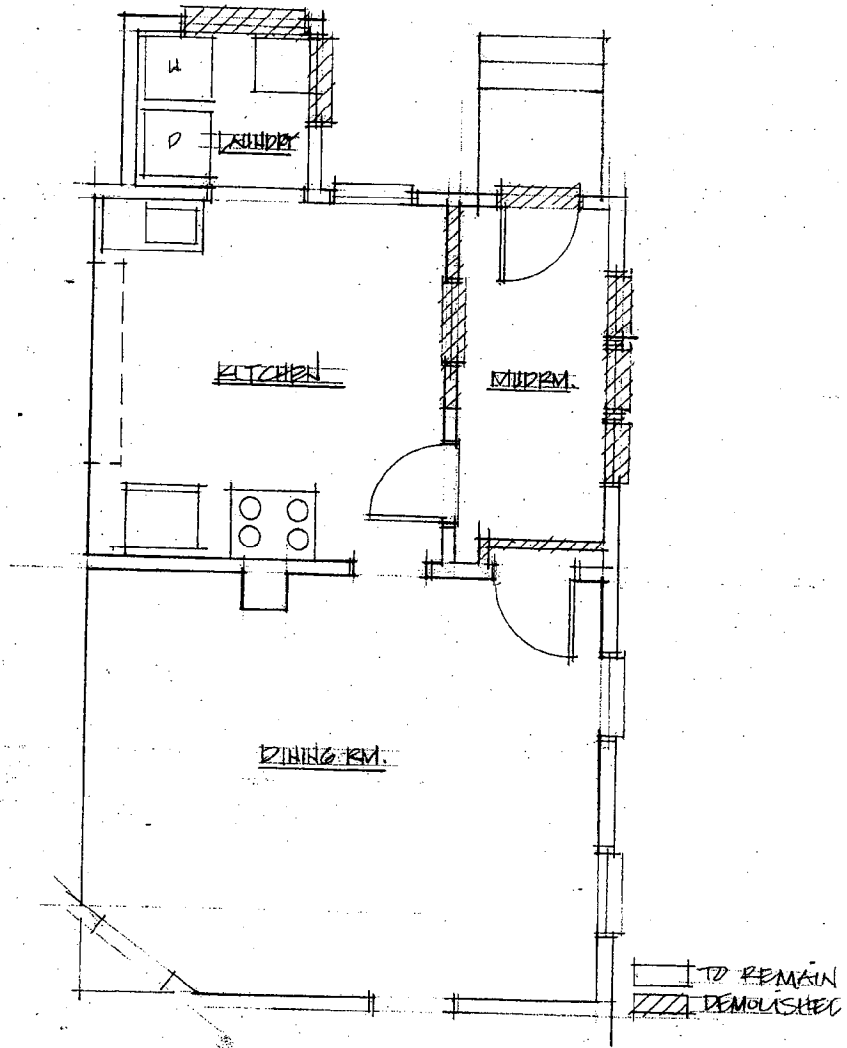 W
D
LAUNDRY
KITCHEN
MUDRM.
DINING RM.
TO REMAIN
DEMOLISHED